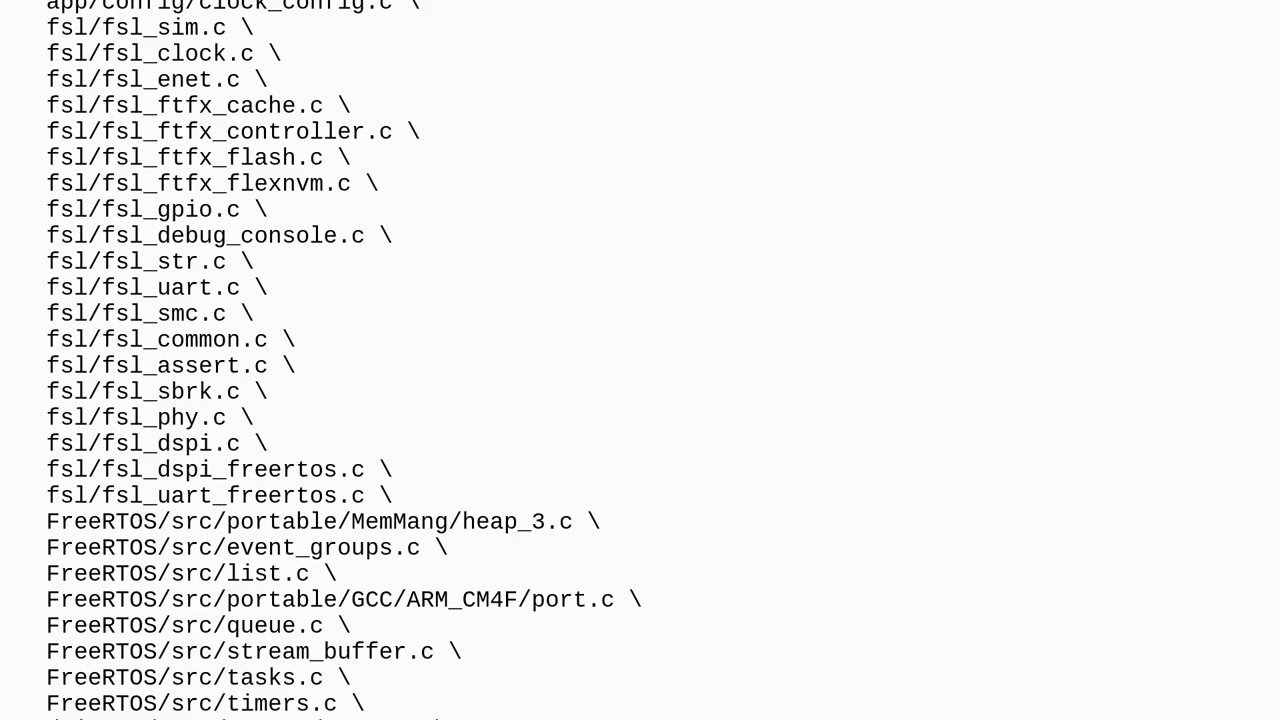 app/config/clock_config.c \
fsl/fsl_sim.c \
fsl/fsl_clock.c \
fsl/fsl_enet.c \
fsl/fsl_ftfx_cache.c \
fsl/fsl_ftfx_controller.c \
fsl/fsl_ftfx_flash.c \
fsl/fsl_ftfx_flexnvm.c \
fsl/fsl_gpio.c \
fsl/fsl_debug_console.c \
fsl/fsl_str.c \
fsl/fsl_uart.c \
fsl/fsl_smc.c \
fsl/fsl_common.c \
fsl/fsl_assert.c \
fsl/fsl_sbrk.c \
fsl/fsl_phy.c \
fsl/fsl_dspi.c \
fsl/fsl_dspi_freertos.c \
fsl/fsl_uart_freertos.c \
FreeRTOS/src/portable/MemMang/heap_3.c \
FreeRTOS/src/event_groups.c \
FreeRTOS/src/list.c \
FreeRTOS/src/portable/GCC/ARM_CM4F/port.c \
FreeRTOS/src/queue.c \
FreeRTOS/src/stream_buffer.c \
FreeRTOS/src/tasks.c \
FreeRTOS/src/timers.c \